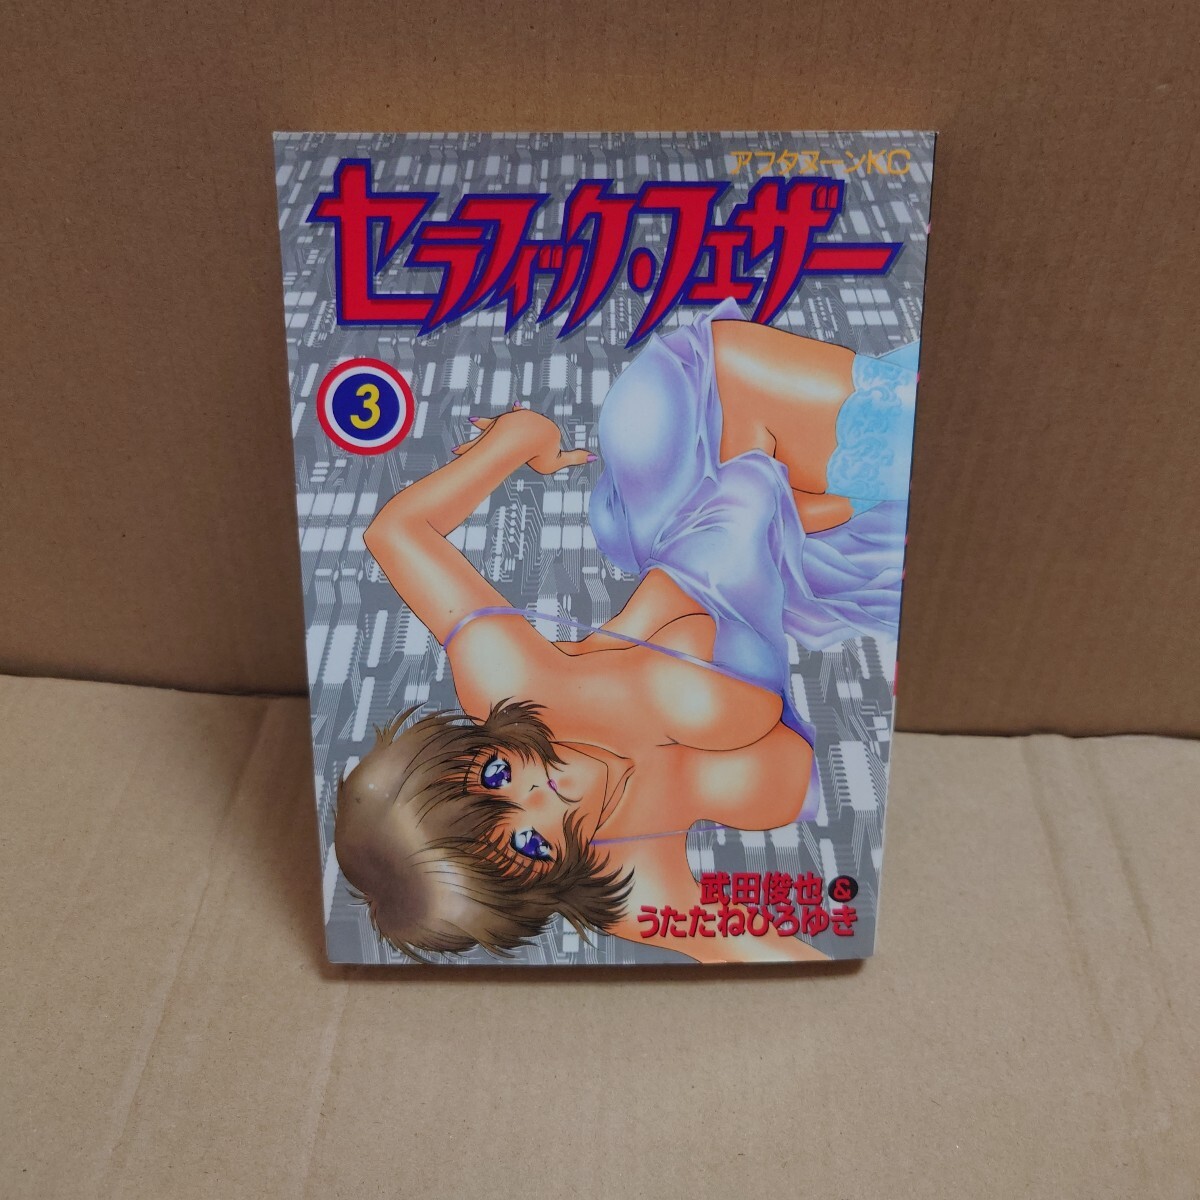 アフタヌーンKC
セラフィック・フェザー
3
武田俊也&
うたたねひろゆき